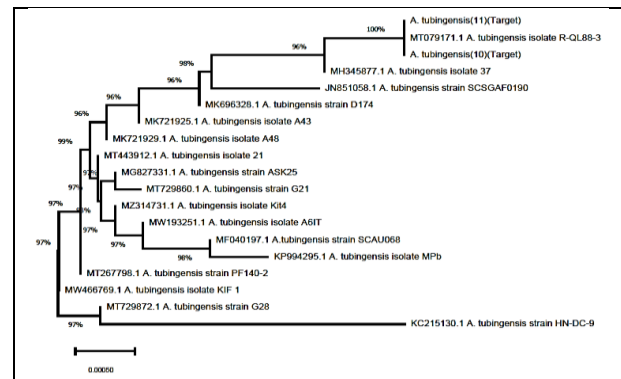 A. tubingensis (11)(Target)
100%
MT079171.1 A. tubingensis isolate R-QL88-3
96%
A. tubingensis(10)(Target)
98%
MH345877.1 A. tubingensis isolate 37
96%
JN851058.1 A. tubingensis strain SCSGAF0190
96%
MK696328.1 A. tubingensis strain D174
MK721925.1 A. tubingensis isolate A43
99%
MK721929.1 A. tubingensis isolate A48
MT443912.1 A. tubingensis isolate 21
MG827331.1 A. tubingensis strain ASK25
97%
MT729860.1 A. tubingensis strain G21
97%
MZ314731.1 A. tubingensis isolate Kit4
97%
MW193251.1 A. tubingensis isolate A6IT
97%
MF040197.1 A.tubingensis strain SCAU068
97%
98%
KP994295.1 A. tubingensis isolate MPb
MT267798.1 A. tubingensis strain PF140-2
MW466769.1 A. tubingensis isolate KIF 1
MT729872.1 A. tubingensis strain G28
97%
KC215130.1 A. tubingensis strain HN-DC-9
0.00050